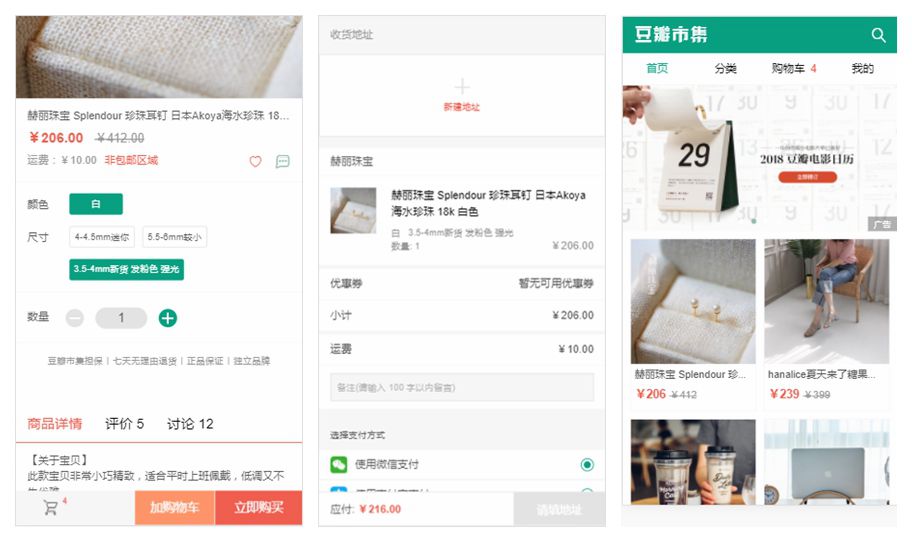 赫丽珠宝 Splendour 珍珠耳钉 日本Akoya海水珍珠 18...
￥206.00 ￥412.00
运费：￥10.00 非包邮区域
颜色 白
尺寸 4-4.5mm迷你 5.5-6mm较小
3.5-4mm新货 发粉色 强光
数量 1
豆瓣市集担保 | 七天无理由退货 | 正品保证 | 独立品牌
商品详情 评价 5 讨论 12
【关于宝贝】
此款宝贝非常小巧精致，适合平时上班佩戴，低调又不
4
加购物车 立即购买
收货地址
新建地址
赫丽珠宝
赫丽珠宝 Splendour 珍珠耳钉 日本Akoya
海水珍珠 18k 白色
白 3.5-4mm新货 发粉色 强光
数量: 1 ￥206.00
优惠券 暂无可用优惠券
小计 ￥206.00
运费 ￥10.00
备注(请输入 100 字以内留言)
选择支付方式
使用微信支付
应付: ￥216.00 请填地址
豆瓣市集
首页 分类 购物车 4 我的
29
2018 豆瓣电影日历
广告
赫丽珠宝 Splendour 珍...
￥206 ￥412
hanalice夏天来了糖果...
￥239 ￥399